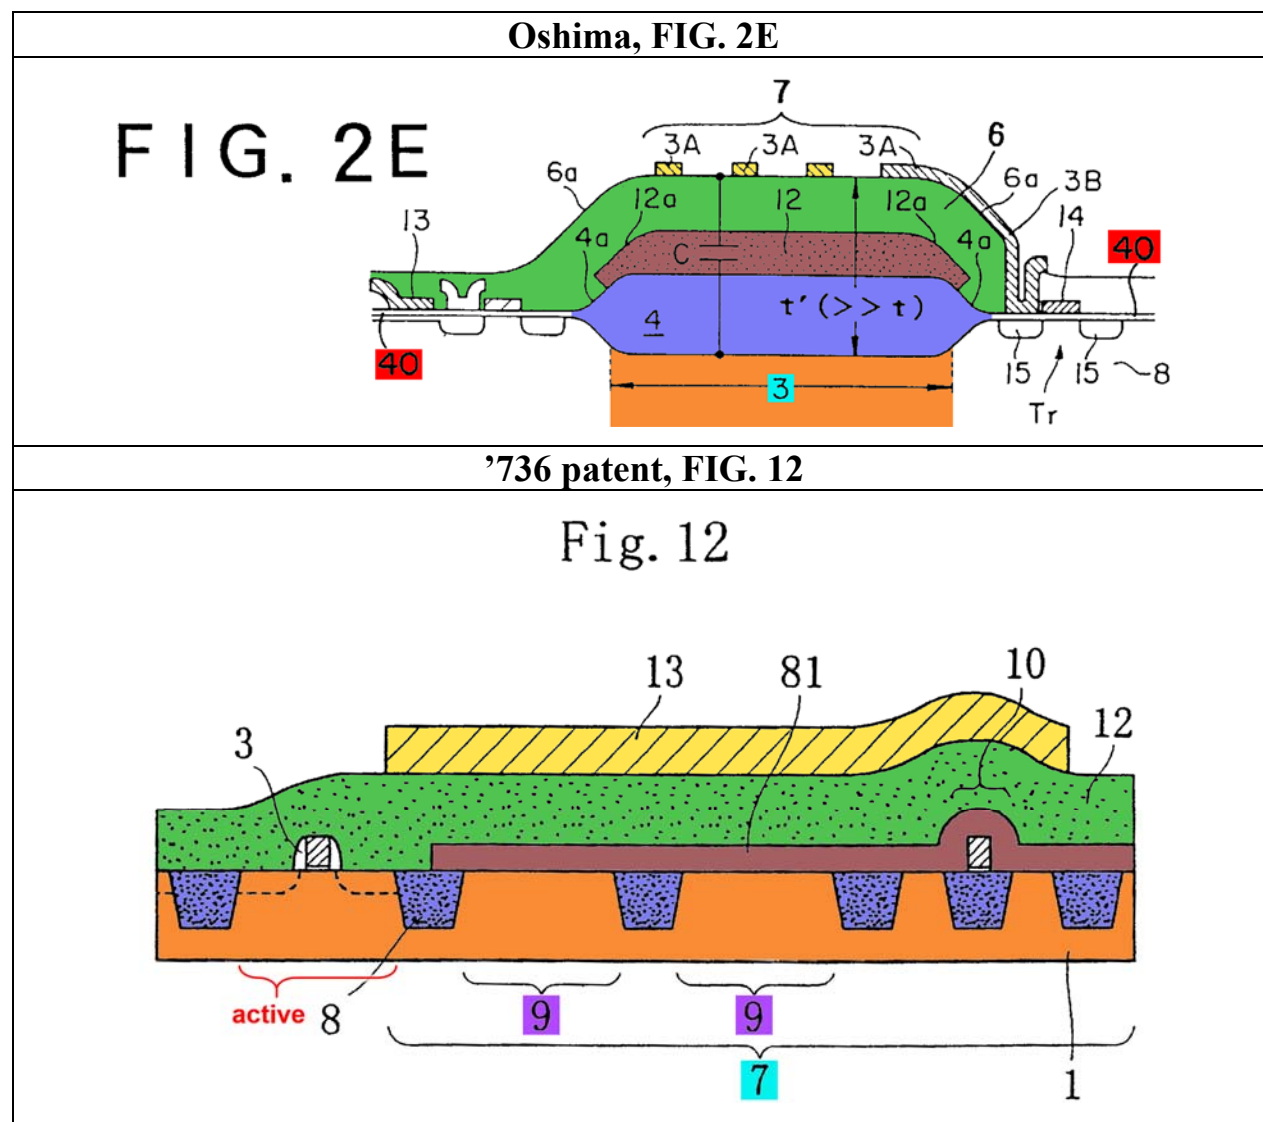 Oshima, FIG. 2E
FIG. 2E
7
3A 3A 3A 6
6a 12a 12 12a 6a 3B
13 4a C 4a 14 40
4 t′(>>t)
40 3 15 15 8
Tr
’736 patent, FIG. 12
Fig. 12
13 81 10
3 12
active 8 9 9
7 1